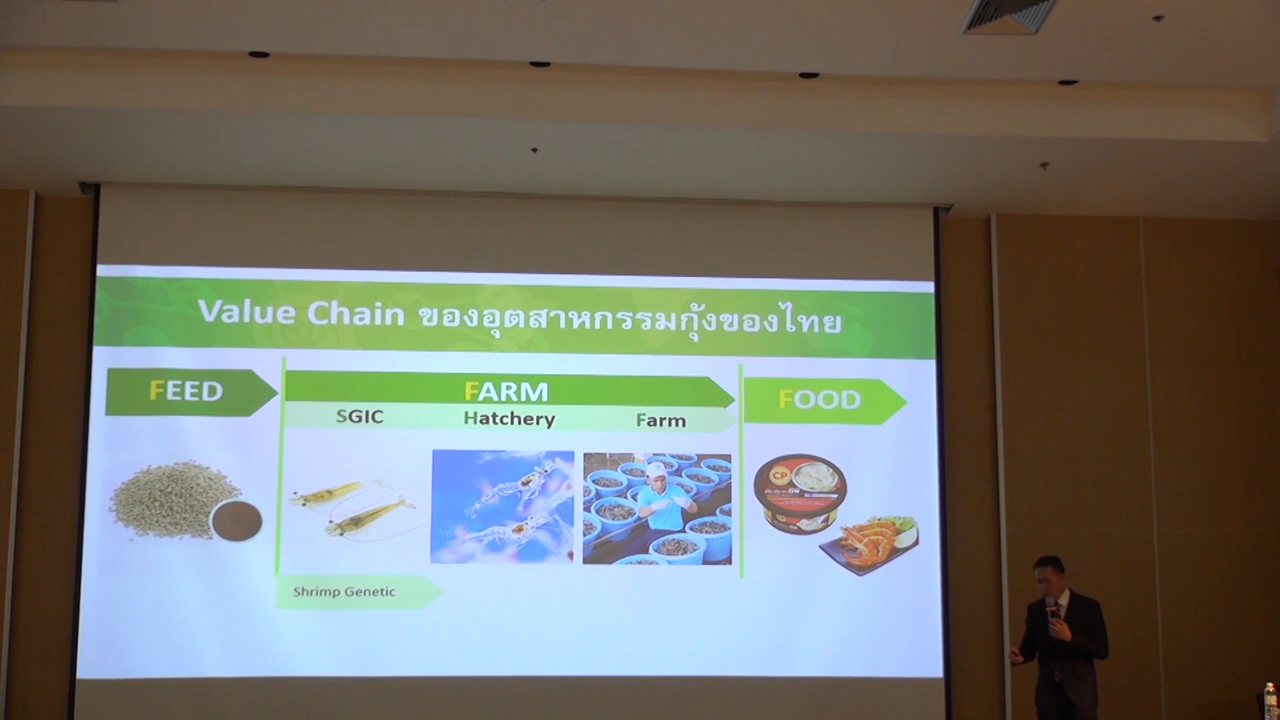 Value Chain ของอุตสาหกรรมกุ้งของไทย
FEED
FARM
FOOD
SGIC
Hatchery
Farm
CP
Shrimp Genetic